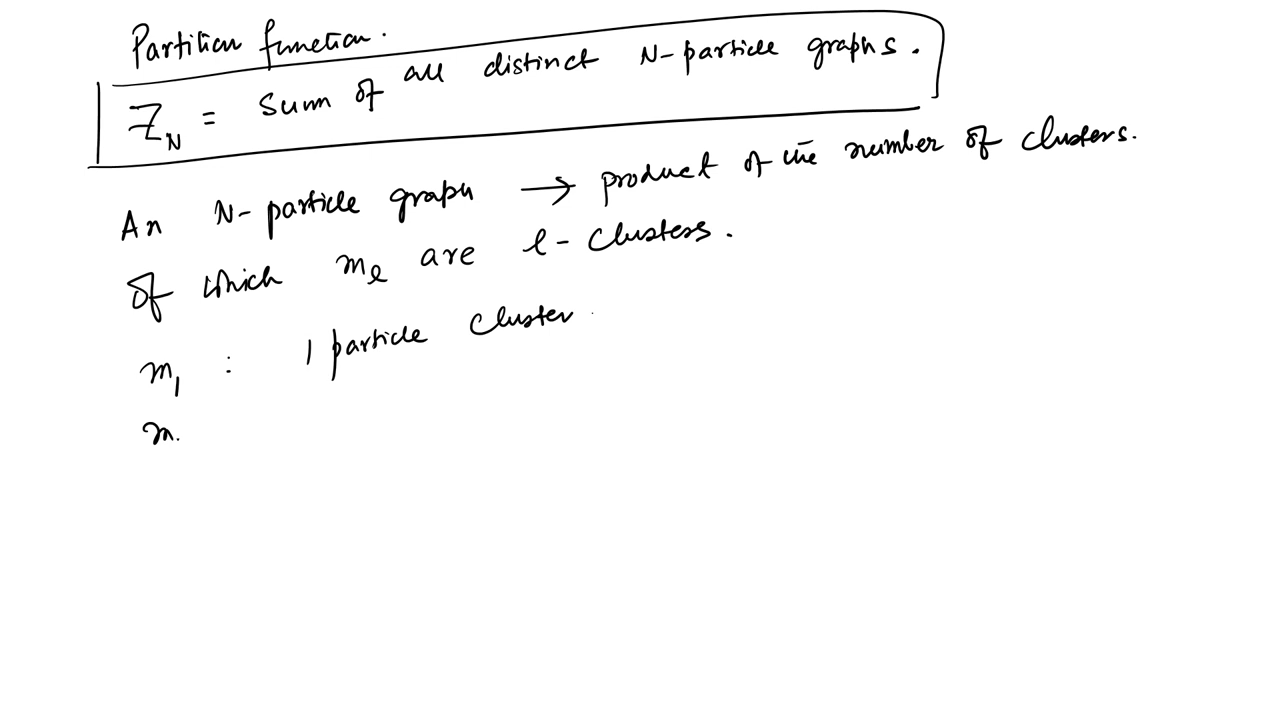 Partition function.
Z_N = Sum of all distinct N-particle graphs.
An N-particle graph → product of the number of clusters.
Of which m_l are l-clusters.
m_1 : 1 particle cluster
m